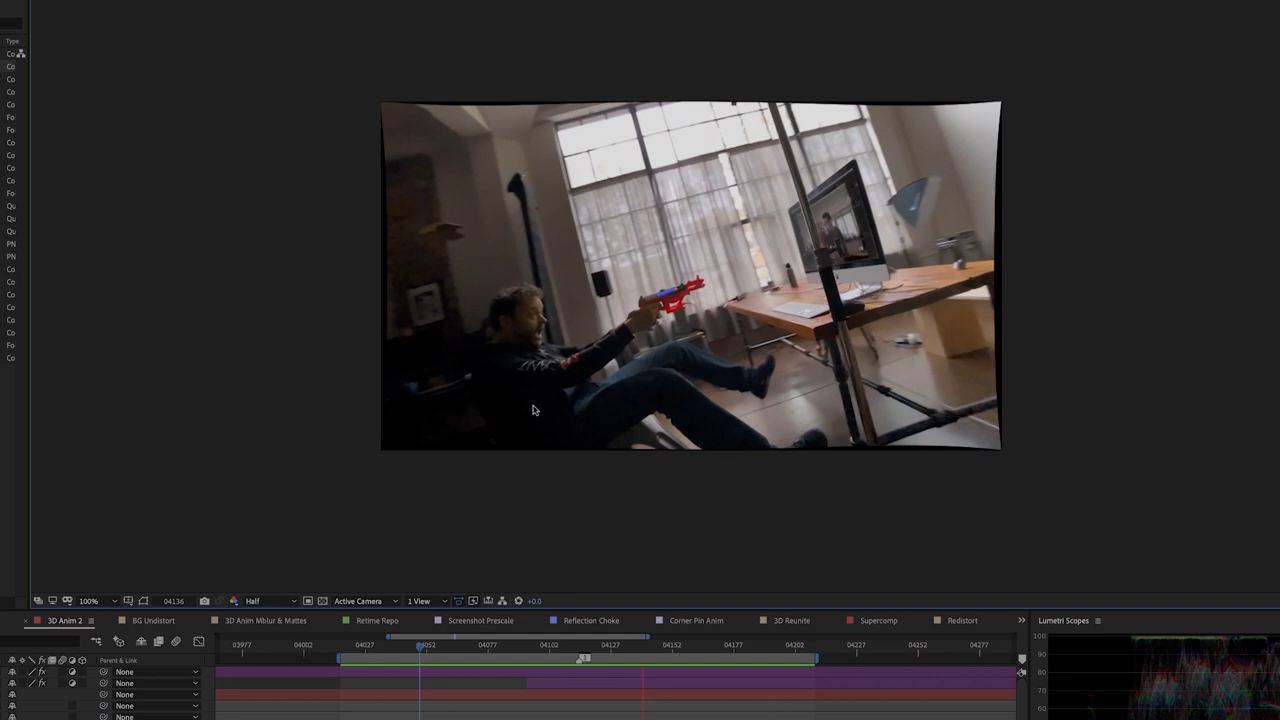 Type
Co
Co
Co
Co
Co
Fo
Fo
Co
Co
Co
Co
Fo
Qu
Qu
PN
PN
Co
Co
Co
Co
Co
Co
Fo
Co
100%
04136
Half
Active Camera
1 View
+0.0
× 3D Anim 2
BG Undistort
3D Anim Mblur & Mattes
Retime Repo
Screenshot Prescale
Reflection Choke
Corner Pin Anim
3D Reunite
Supercomp
Redistort
»
Lumetri Scopes
03977 04002 04027 04052 04077 04102 04127 04152 04177 04202 04227 04252 04277
1
fx
Parent & Link
fx None
fx None
None
None
None
100
90
80
70
60